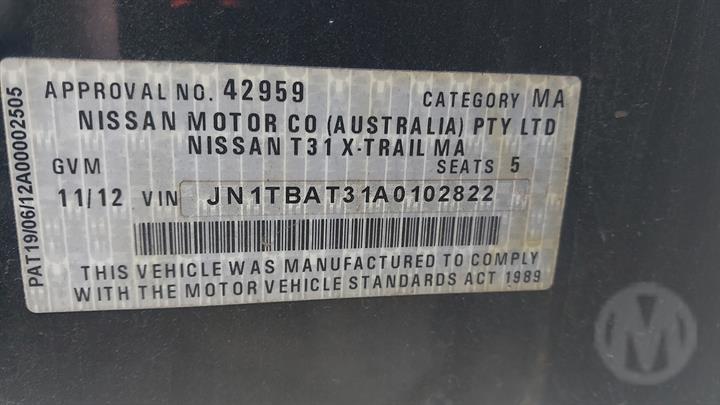 APPROVAL NO. 42959 CATEGORY MA
NISSAN MOTOR CO (AUSTRALIA) PTY LTD
NISSAN T31 X-TRAIL MA
GVM SEATS 5
11/12 VIN JN1TBAT31A0102822
THIS VEHICLE WAS MANUFACTURED TO COMPLY
WITH THE MOTOR VEHICLE STANDARDS ACT 1989
PAT19/06/12A00002505
M